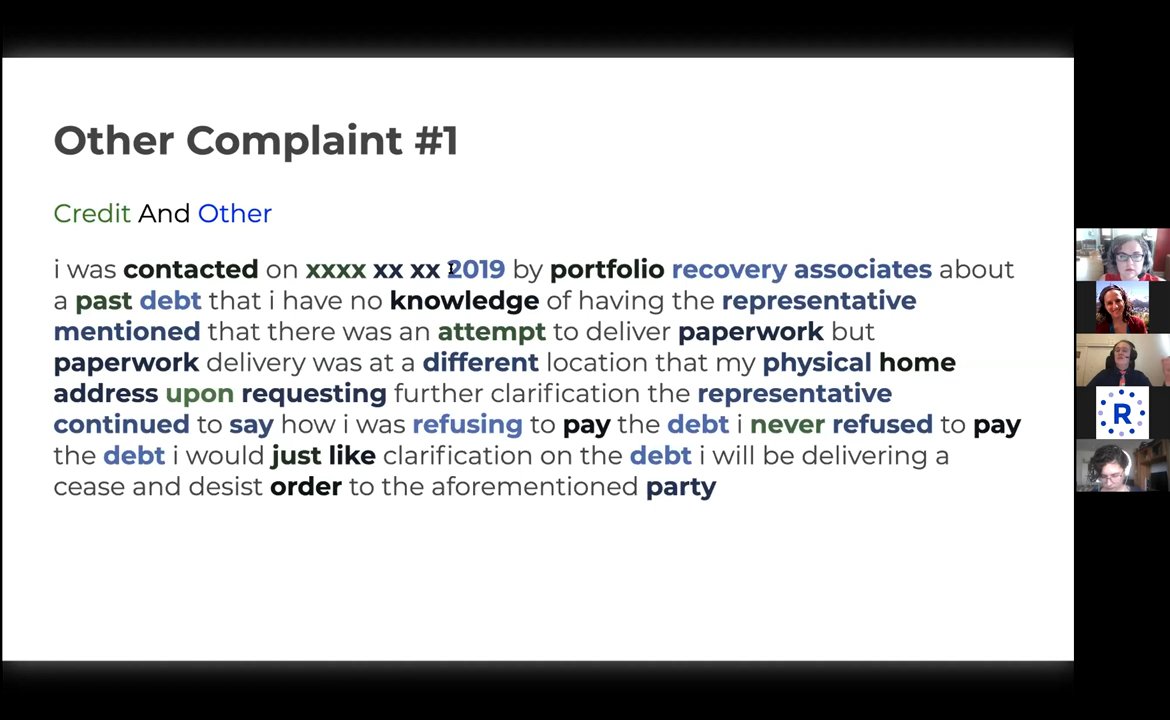 Other Complaint #1
Credit And Other
i was contacted on xxxx xx xx 2019 by portfolio recovery associates about
a past debt that i have no knowledge of having the representative
mentioned that there was an attempt to deliver paperwork but
paperwork delivery was at a different location that my physical home
address upon requesting further clarification the representative
continued to say how i was refusing to pay the debt i never refused to pay
the debt i would just like clarification on the debt i will be delivering a
cease and desist order to the aforementioned party
R